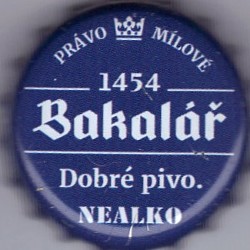 PRÁVO MÍLOVÉ
1454
Bakalář
Dobré pivo.
NEALKO